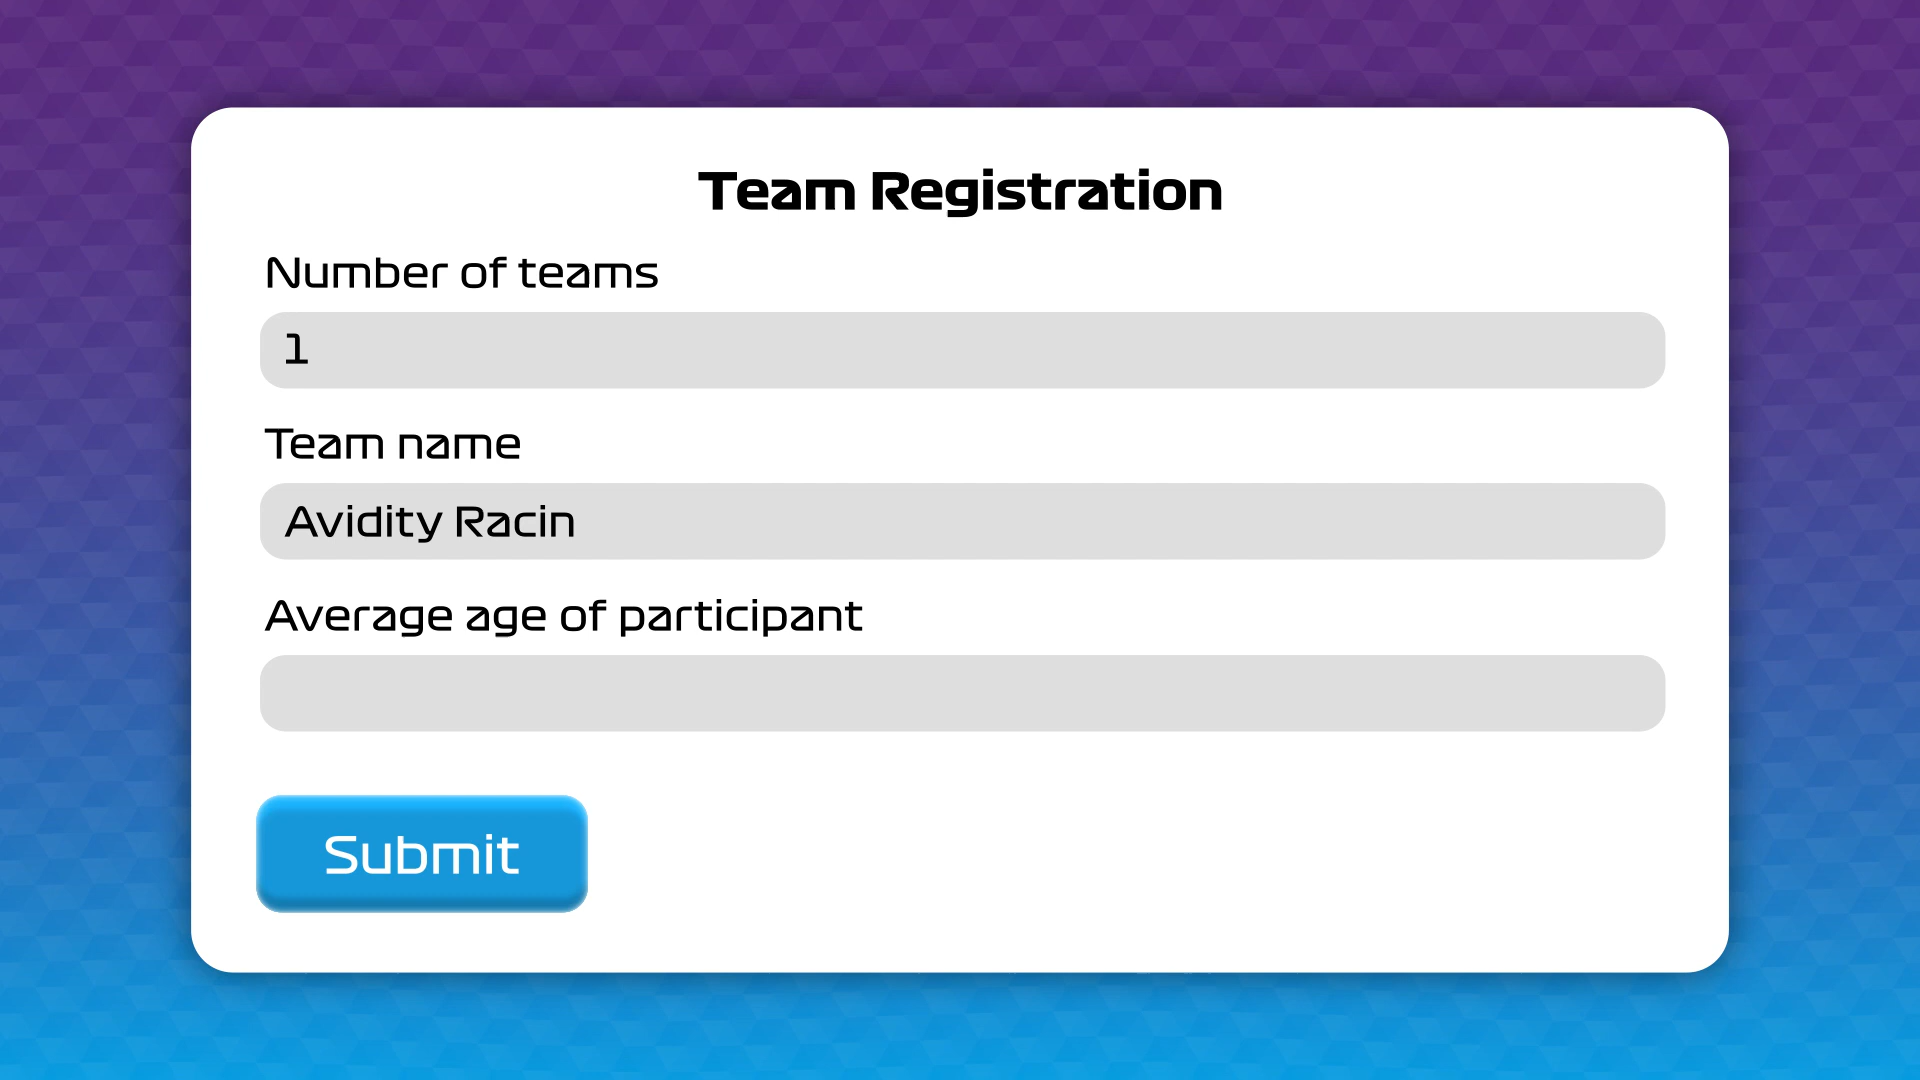 Team Registration
Number of teams
1
Team name
Avidity Racin
Average age of participant
Submit